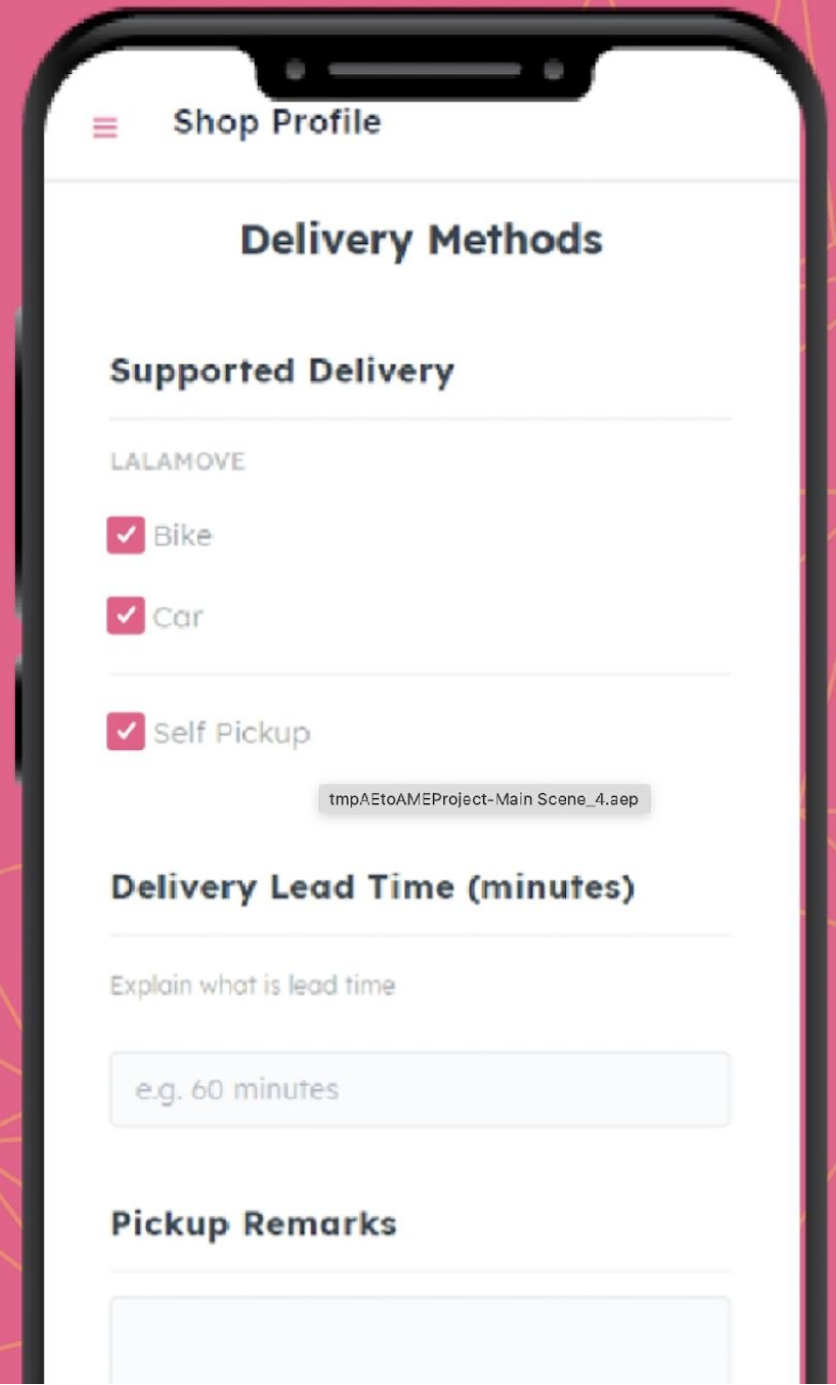 Shop Profile
Delivery Methods
Supported Delivery
LALAMOVE
Bike
Car
Self Pickup
tmpAEtoAMEProject-Main Scene_4.aep
Delivery Lead Time (minutes)
Explain what is lead time
e.g. 60 minutes
Pickup Remarks